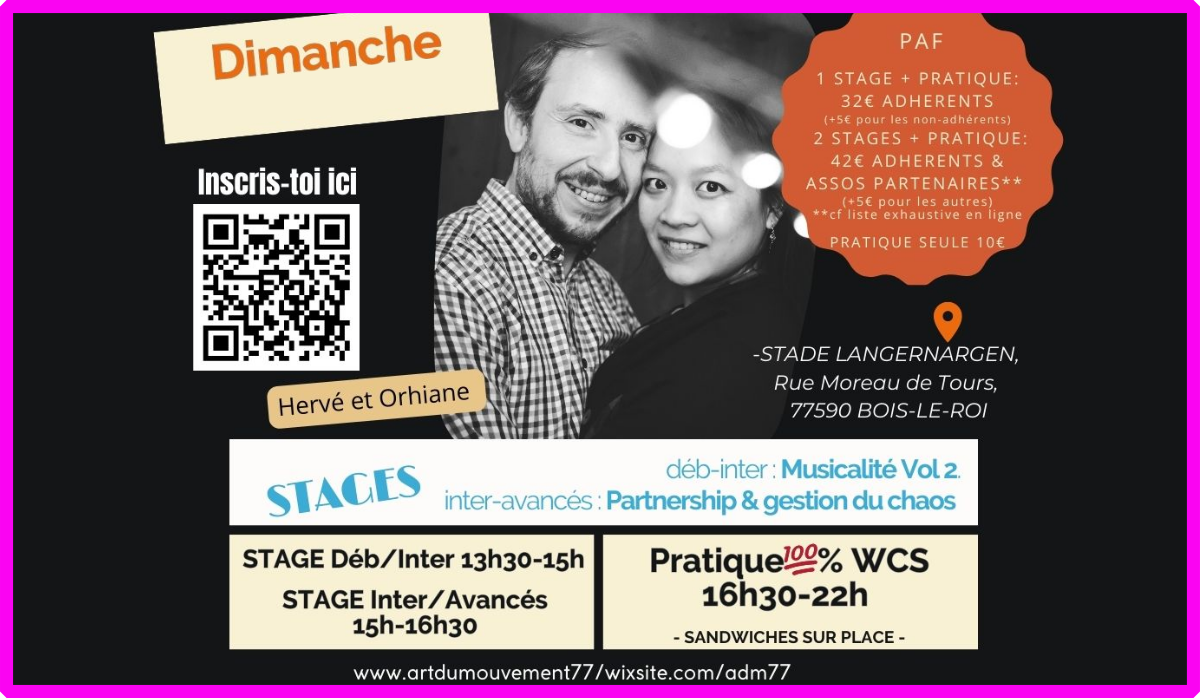 Dimanche
PAF
1 STAGE + PRATIQUE:
32€ ADHERENTS
(+5€ pour les non-adhérents)
2 STAGES + PRATIQUE:
42€ ADHERENTS &
ASSOS PARTENAIRES**
(+5€ pour les autres)
**cf liste exhaustive en ligne
PRATIQUE SEULE 10€
Inscris-toi ici
-STADE LANGERNARGEN,
Rue Moreau de Tours,
77590 BOIS-LE-ROI
Hervé et Orhiane
STAGES
déb-inter : Musicalité Vol 2.
inter-avancés : Partnership & gestion du chaos
STAGE Déb/Inter 13h30-15h
STAGE Inter/Avancés
15h-16h30
Pratique💯% WCS
16h30-22h
- SANDWICHES SUR PLACE -
www.artdumouvement77/wixsite.com/adm77